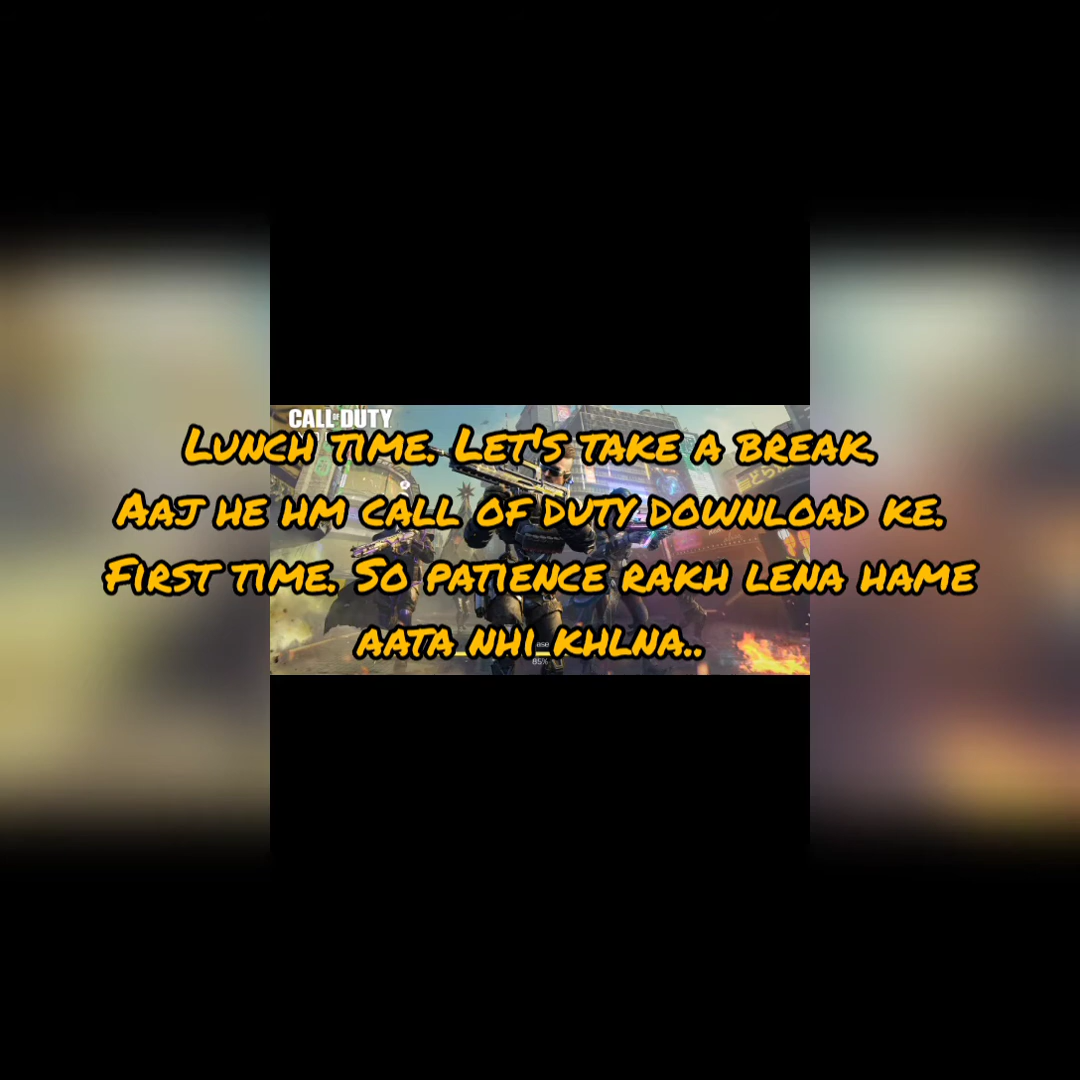 CALL OF DUTY
Lunch time. Let's take a break.
Aaj he hm call of duty download ke.
First time. So patience rakh lena hame
aata nhi khlna..
85%